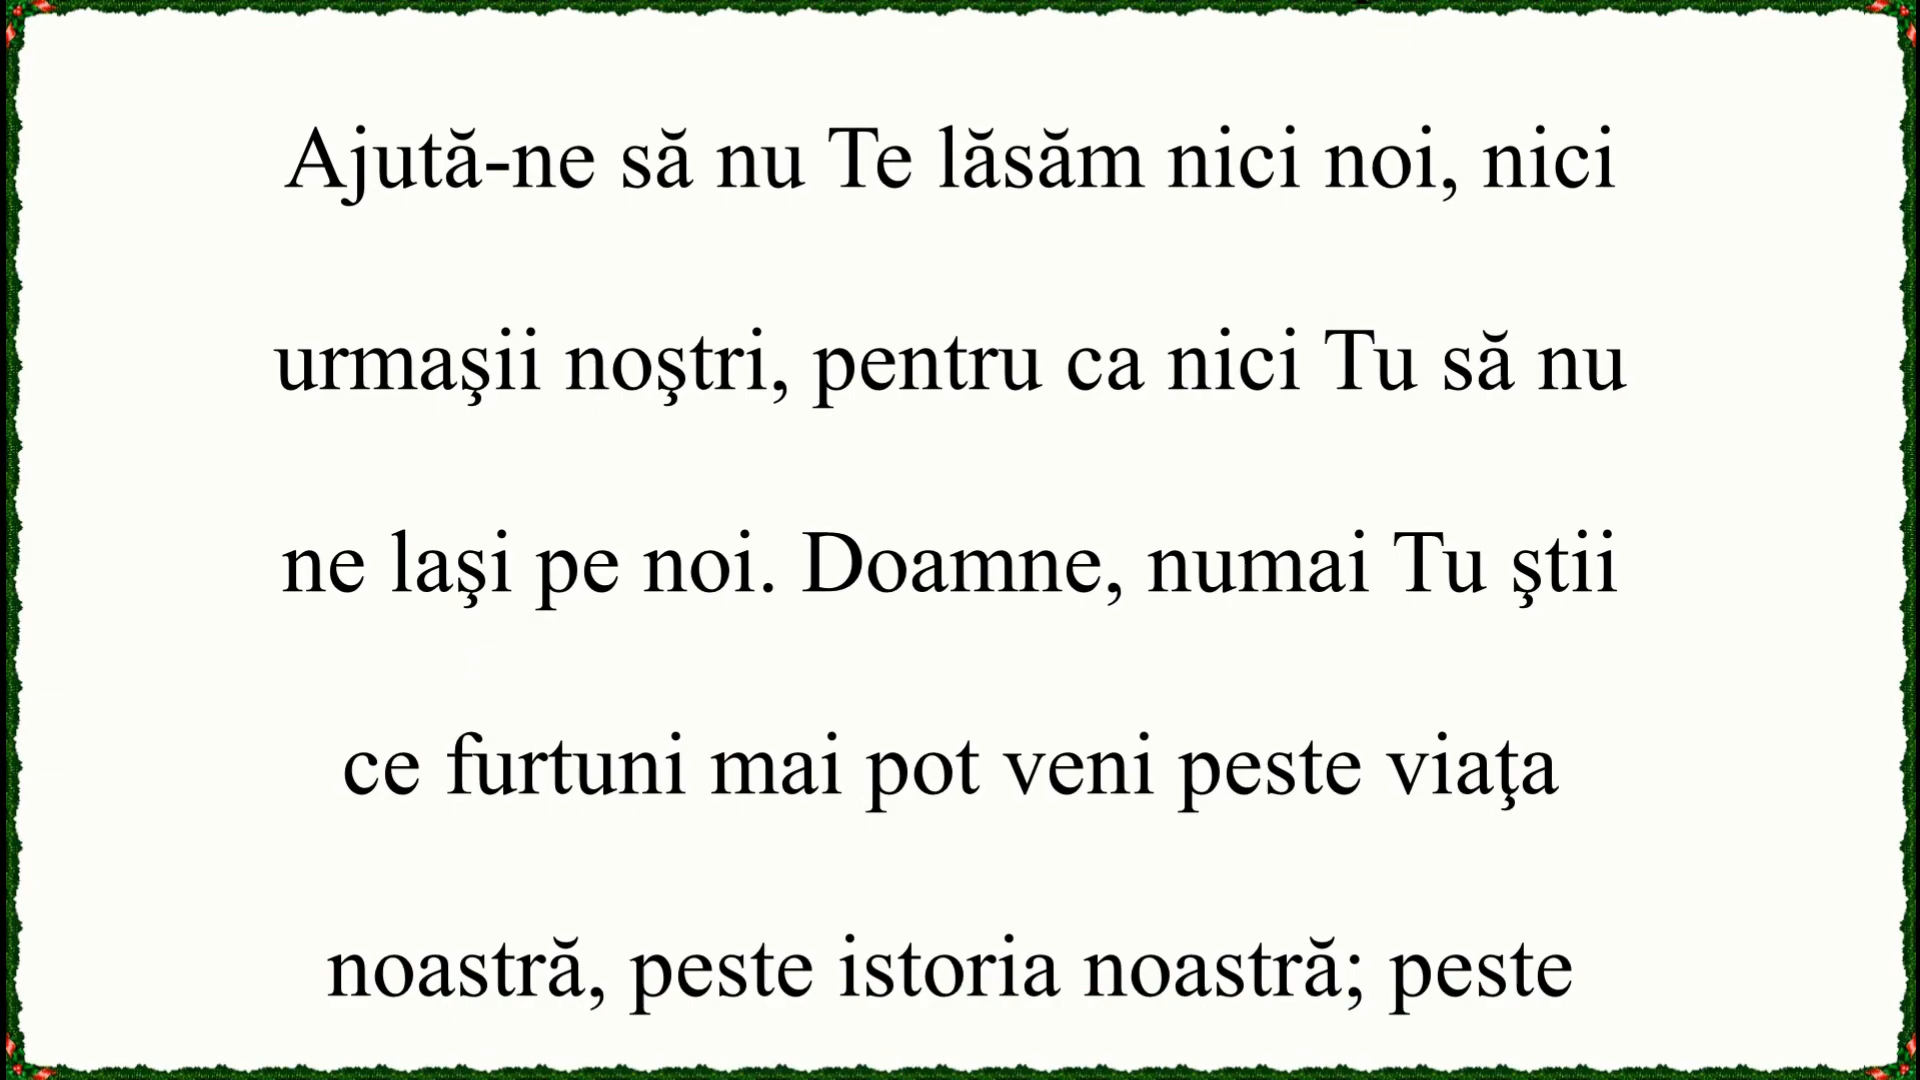 Ajută-ne să nu Te lăsăm nici noi, nici
urmaşii noştri, pentru ca nici Tu să nu
ne laşi pe noi. Doamne, numai Tu ştii
ce furtuni mai pot veni peste viaţa
noastră, peste istoria noastră; peste